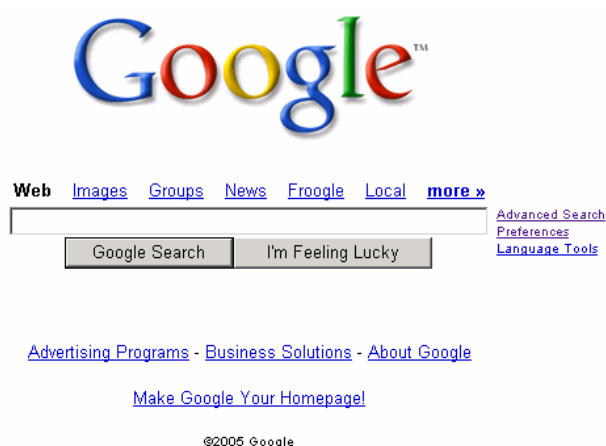 Google™
Web Images Groups News Froogle Local more »
Advanced Search
Preferences
Language Tools
Google Search I'm Feeling Lucky
Advertising Programs - Business Solutions - About Google
Make Google Your Homepage!
©2005 Google